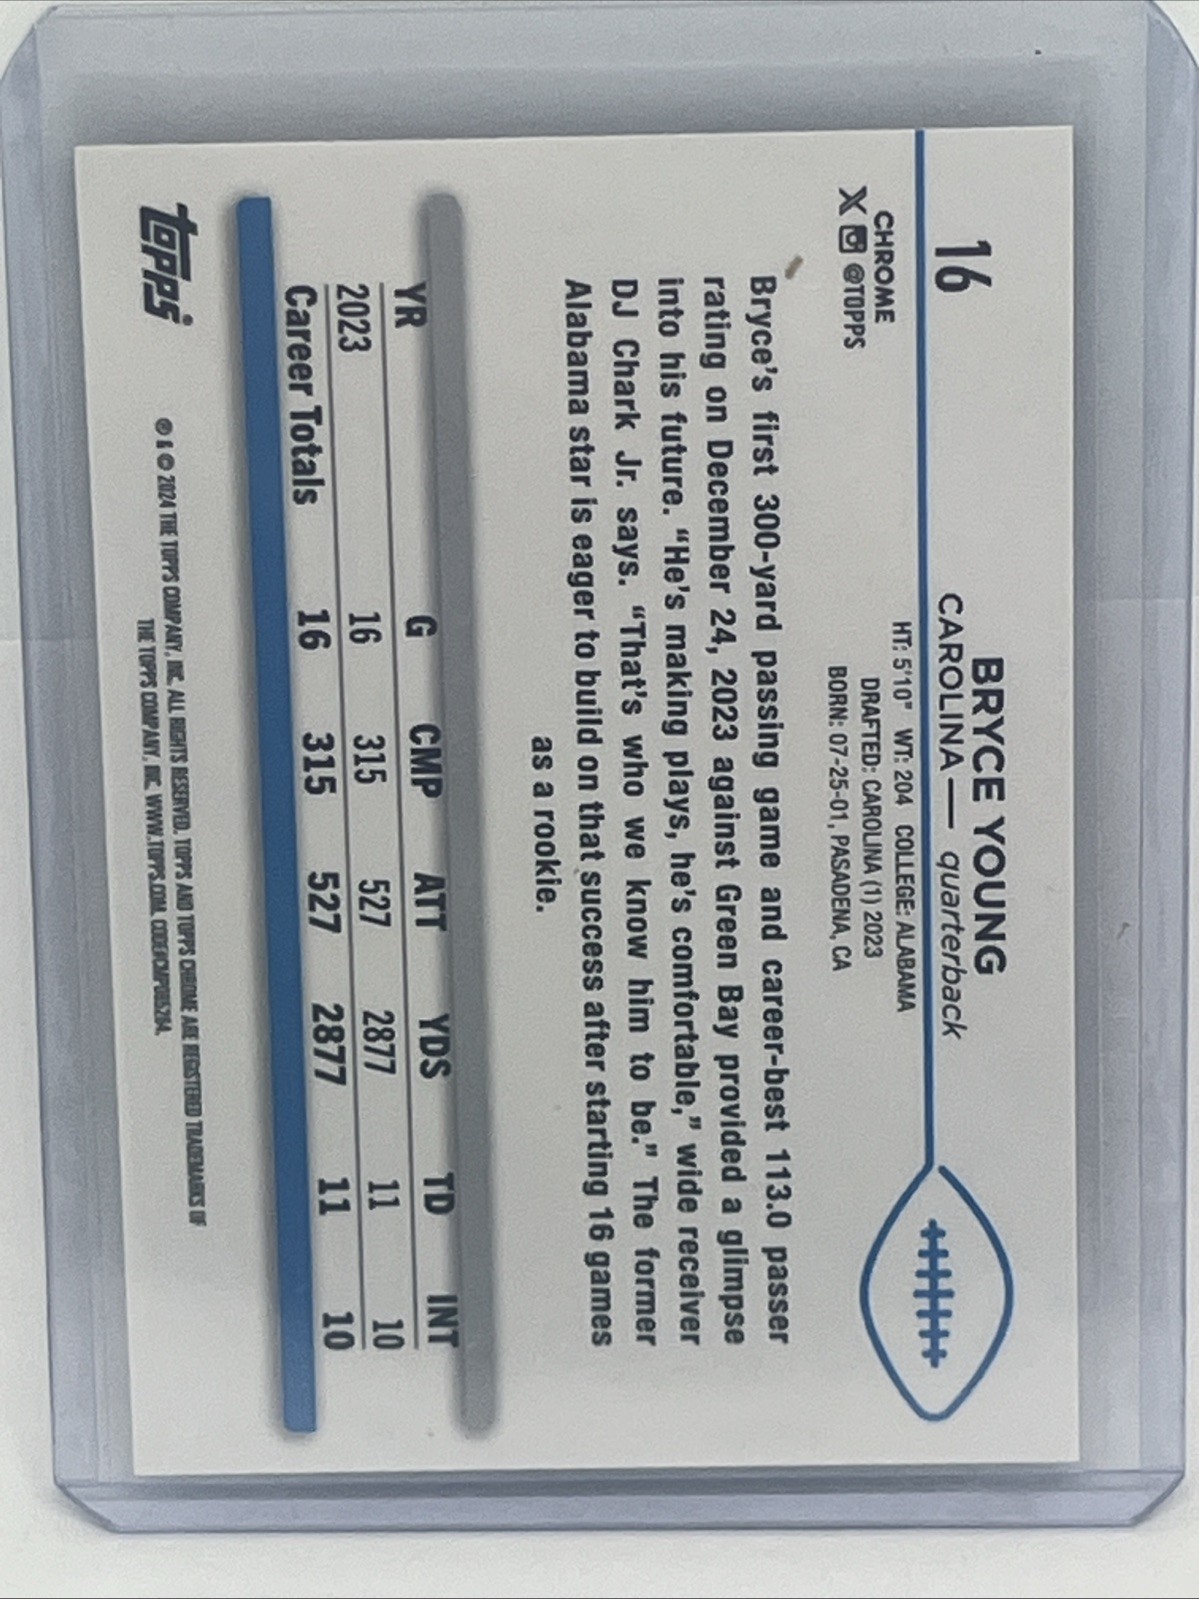 16
BRYCE YOUNG
CAROLINA — quarterback
CHROME
X @TOPPS
HT: 5'10" WT: 204 COLLEGE: ALABAMA
DRAFTED: CAROLINA (1) 2023
BORN: 07-25-01, PASADENA, CA
Bryce's first 300-yard passing game and career-best 113.0 passer
rating on December 24, 2023 against Green Bay provided a glimpse
into his future. "He's making plays, he's comfortable," wide receiver
DJ Chark Jr. says. "That's who we know him to be." The former
Alabama star is eager to build on that success after starting 16 games
as a rookie.
YR G CMP ATT YDS TD INT
2023 16 315 527 2877 11 10
Career Totals 16 315 527 2877 11 10
topps
℗ & © 2024 THE TOPPS COMPANY, INC. ALL RIGHTS RESERVED. TOPPS AND TOPPS CHROME ARE REGISTERED TRADEMARKS OF
THE TOPPS COMPANY, INC. WWW.TOPPS.COM.